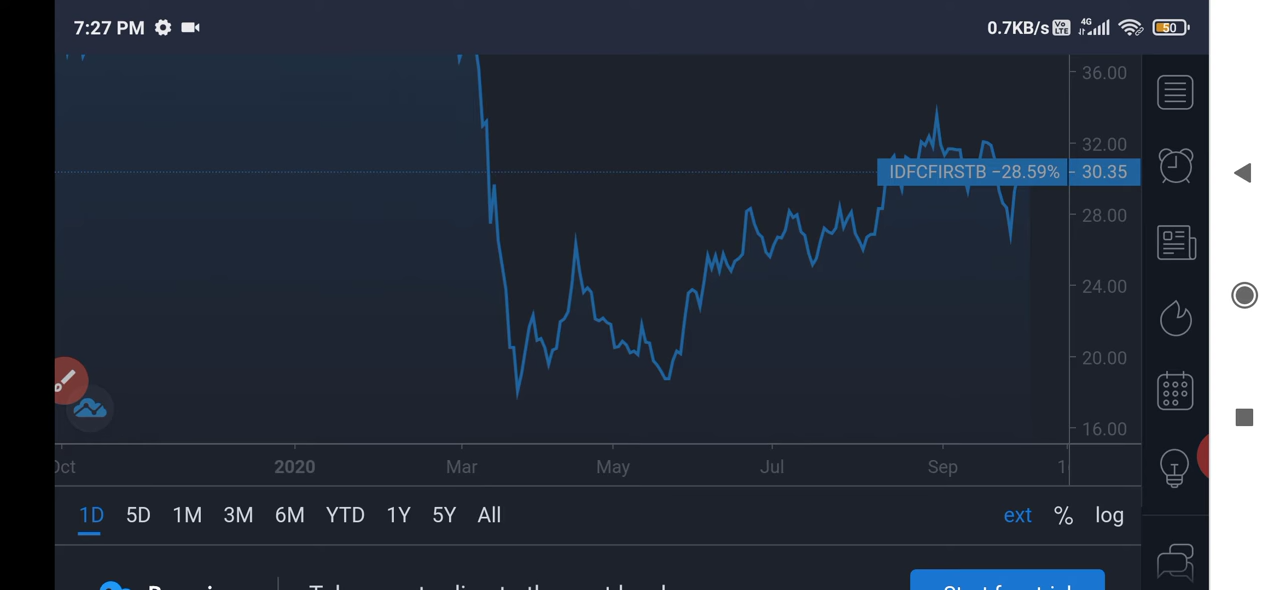 7:27 PM 0.7KB/s Vo LTE 4G 50
36.00
32.00
IDFCFIRSTB −28.59% 30.35
28.00
24.00
20.00
16.00
2020 Mar May Jul Sep
1D 5D 1M 3M 6M YTD 1Y 5Y All ext % log